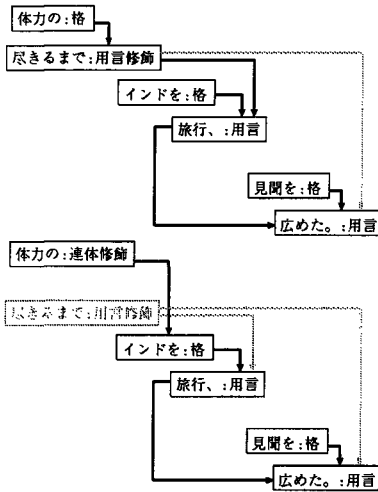 体力の:格
尽きるまで:用言修飾
インドを:格
旅行、:用言
見聞を:格
広めた。:用言
体力の:連体修飾
尽きるまで:用言修飾
インドを:格
旅行、:用言
見聞を:格
広めた。:用言